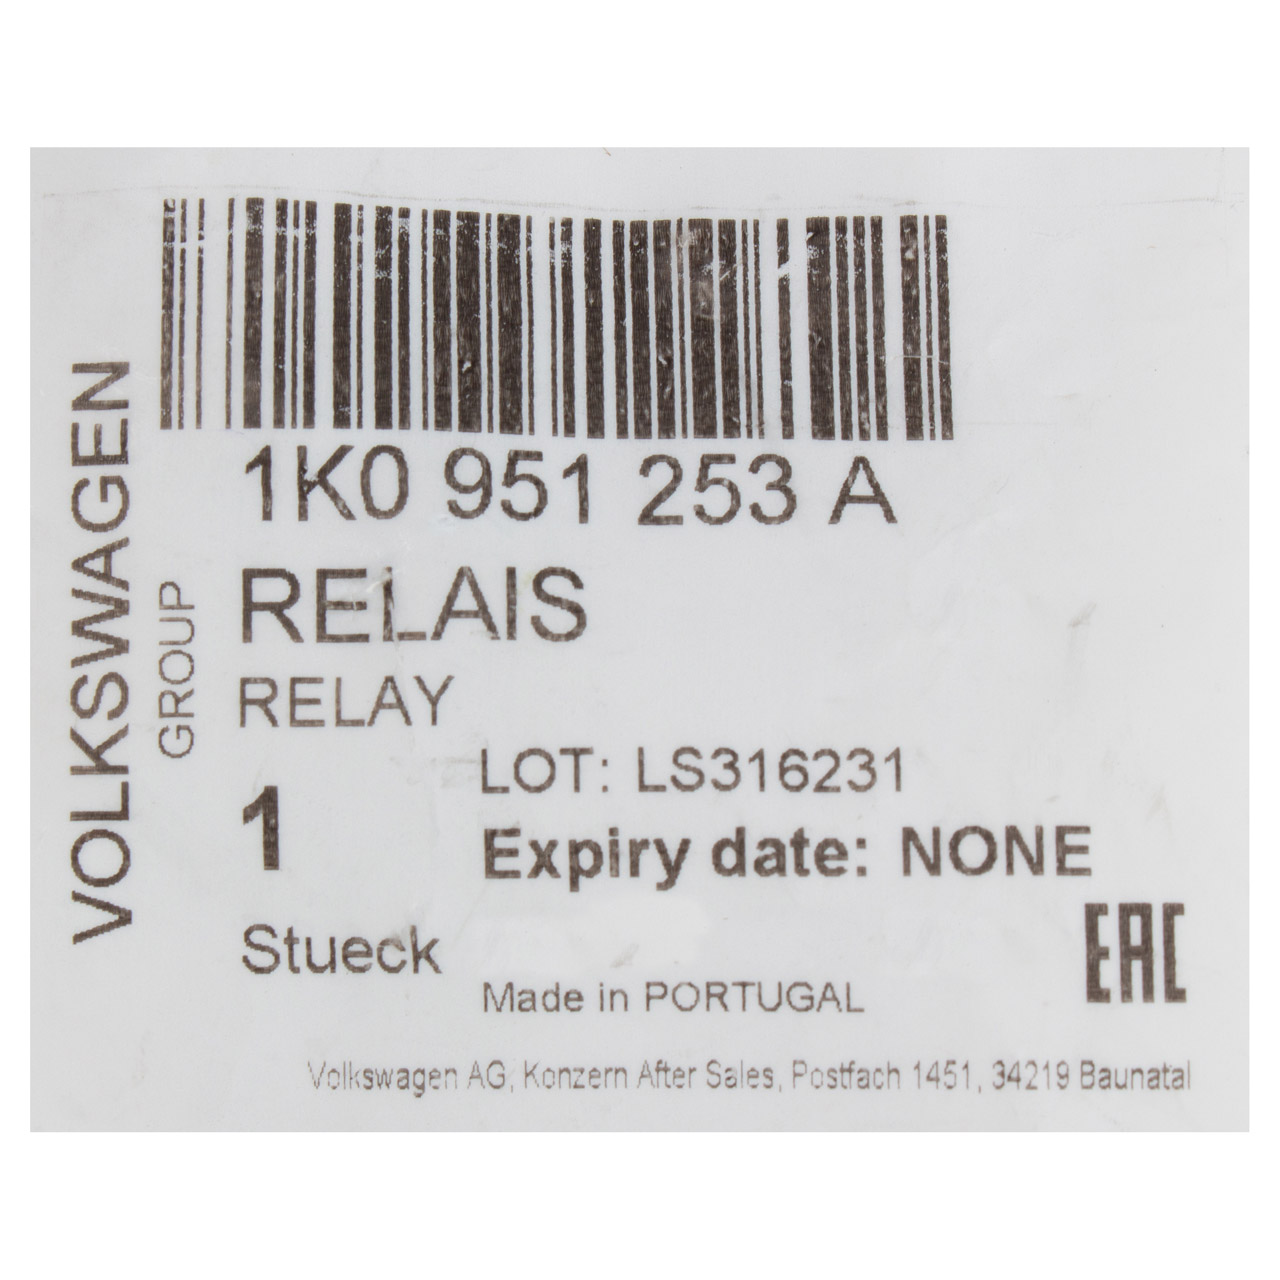 VOLKSWAGEN
GROUP
1K0 951 253 A
RELAIS
RELAY
LOT: LS316231
1
Expiry date: NONE
Stueck
EAC
Made in PORTUGAL
Volkswagen AG, Konzern After Sales, Postfach 1451, 34219 Baunatal